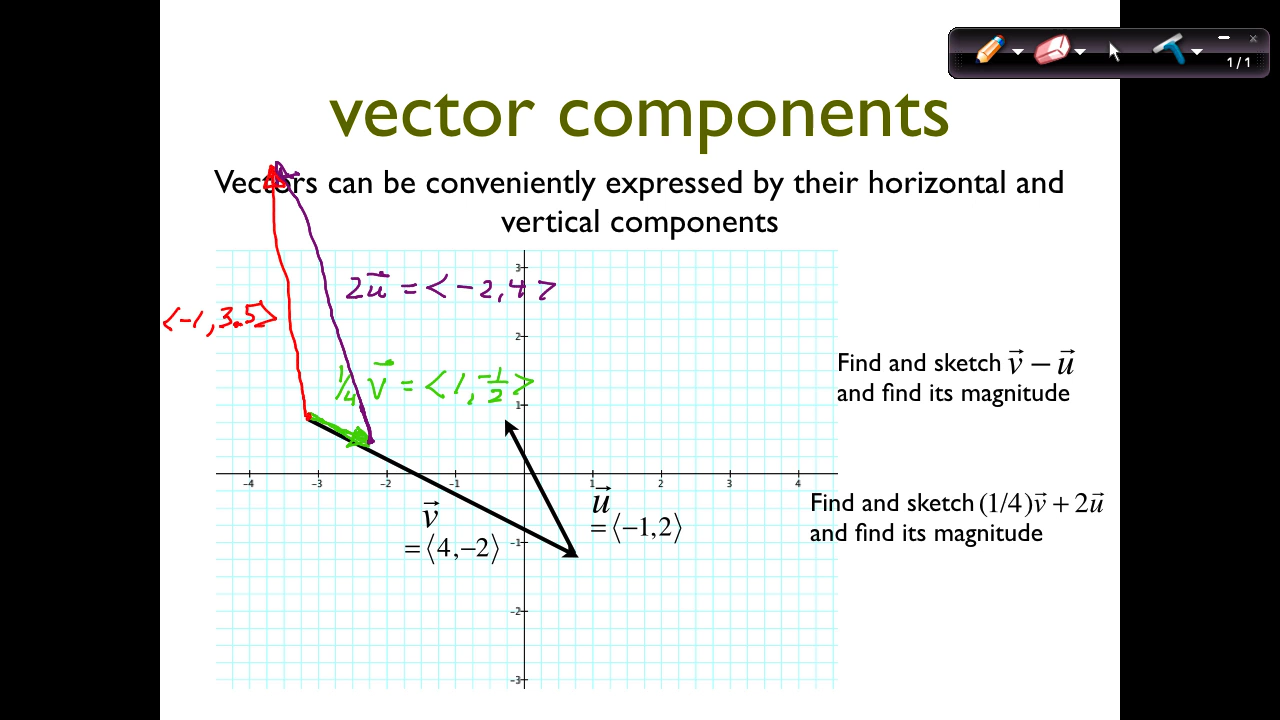 1/1
vector components
Vectors can be conveniently expressed by their horizontal and
vertical components
3
2u⃗ = <-2,4>
<-1,3.5>
2
Find and sketch v⃗ − u⃗
and find its magnitude
1/4 v⃗ = <1,-1/2>
1
-4 -3 -2 -1 1 2 3 4
u⃗
= ⟨−1,2⟩
v⃗
= ⟨4,−2⟩
Find and sketch (1/4)v⃗ + 2u⃗
and find its magnitude
-1
-2
-3